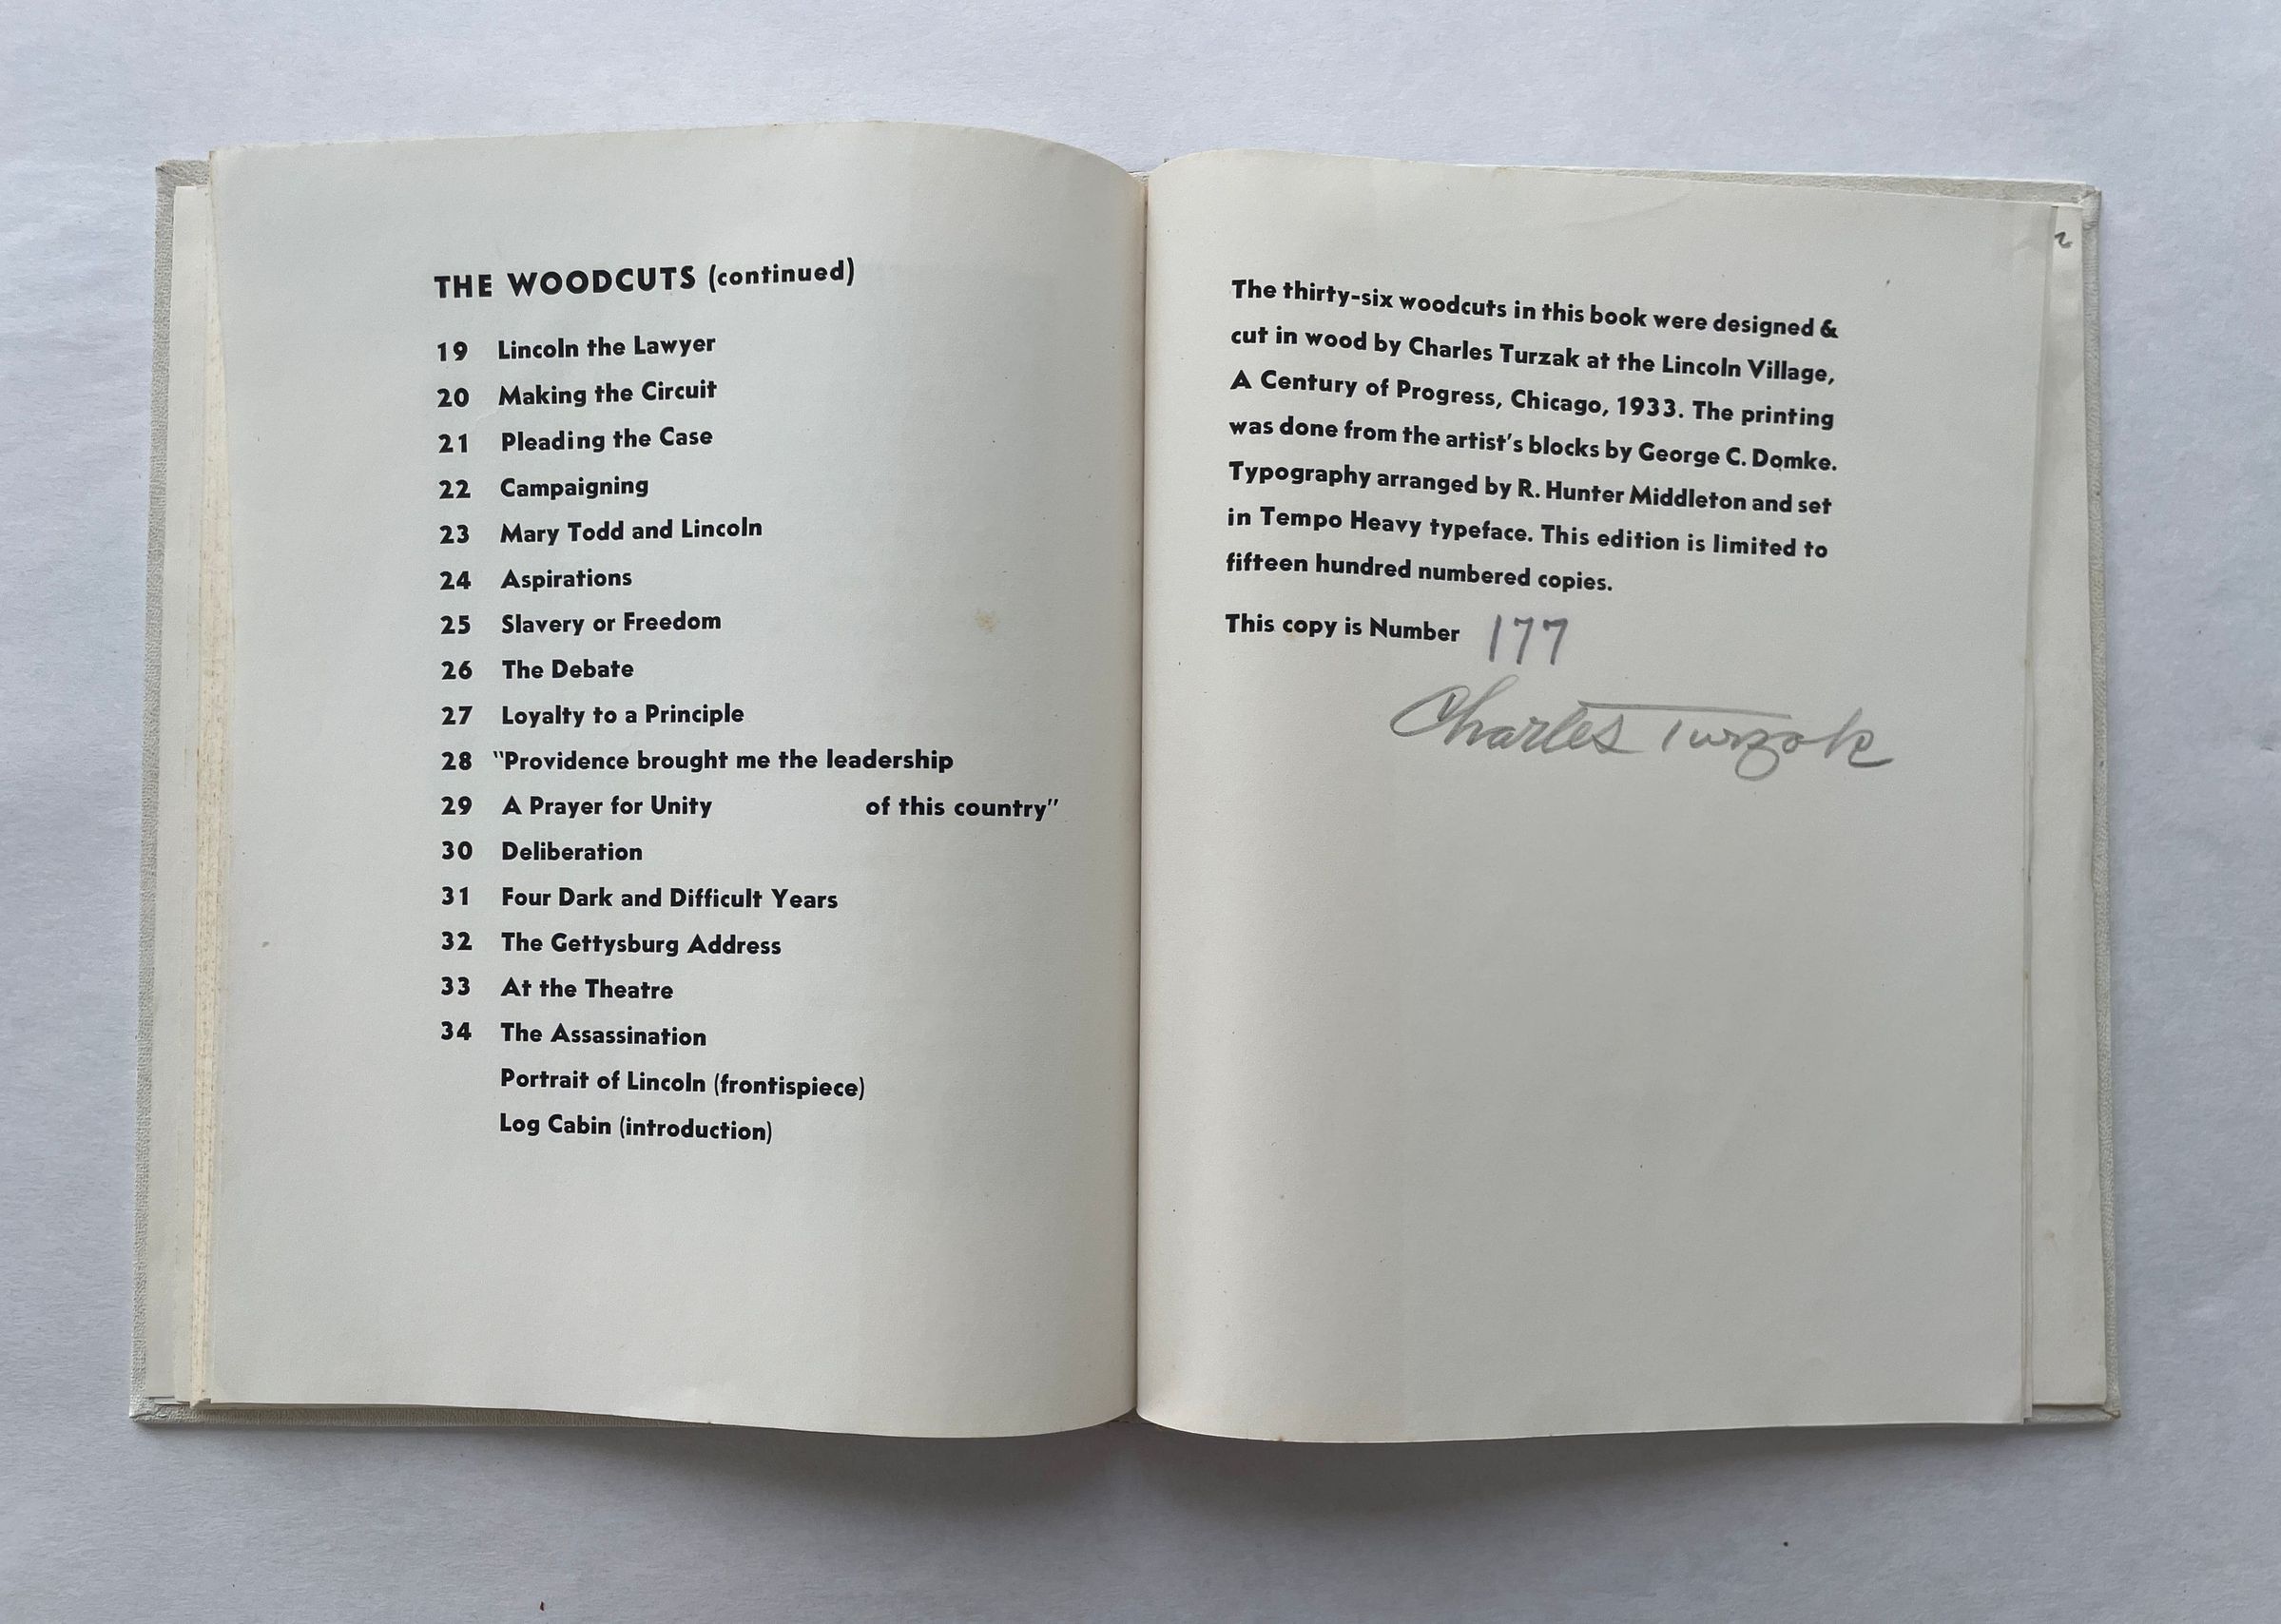 THE WOODCUTS (continued)
19 Lincoln the Lawyer
20 Making the Circuit
21 Pleading the Case
22 Campaigning
23 Mary Todd and Lincoln
24 Aspirations
25 Slavery or Freedom
26 The Debate
27 Loyalty to a Principle
28 "Providence brought me the leadership
29 A Prayer for Unity of this country"
30 Deliberation
31 Four Dark and Difficult Years
32 The Gettysburg Address
33 At the Theatre
34 The Assassination
Portrait of Lincoln (frontispiece)
Log Cabin (introduction)
The thirty-six woodcuts in this book were designed &
cut in wood by Charles Turzak at the Lincoln Village,
A Century of Progress, Chicago, 1933. The printing
was done from the artist's blocks by George C. Domke.
Typography arranged by R. Hunter Middleton and set
in Tempo Heavy typeface. This edition is limited to
fifteen hundred numbered copies.
This copy is Number 177
Charles Turzak